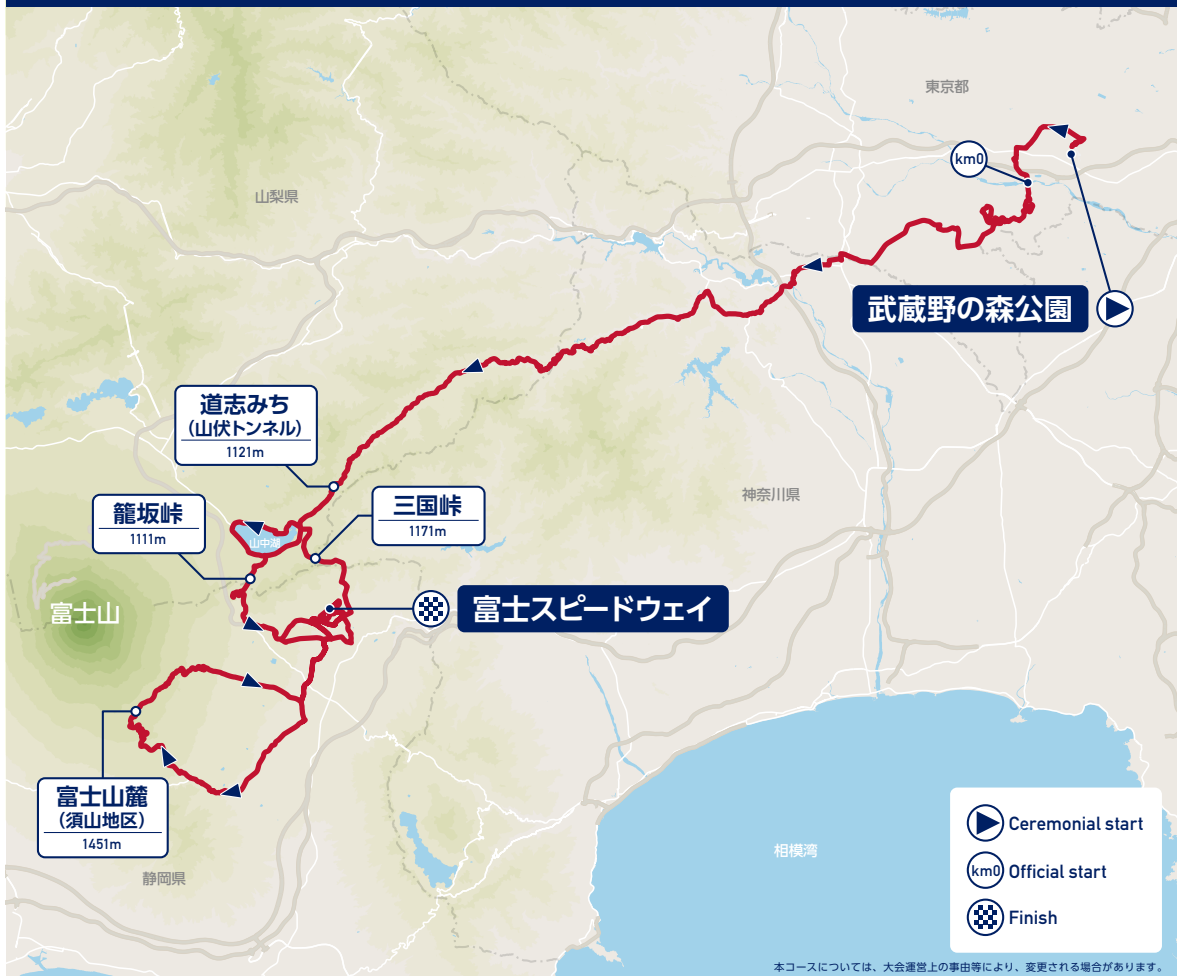 東京都
km0
山梨県
武蔵野の森公園
道志みち
(山伏トンネル)
1121m
神奈川県
籠坂峠
1111m
三国峠
1171m
山中湖
富士山
富士スピードウェイ
富士山麓
(須山地区)
1451m
静岡県
相模湾
Ceremonial start
km0 Official start
Finish
本コースについては、大会運営上の事由等により、変更される場合があります。